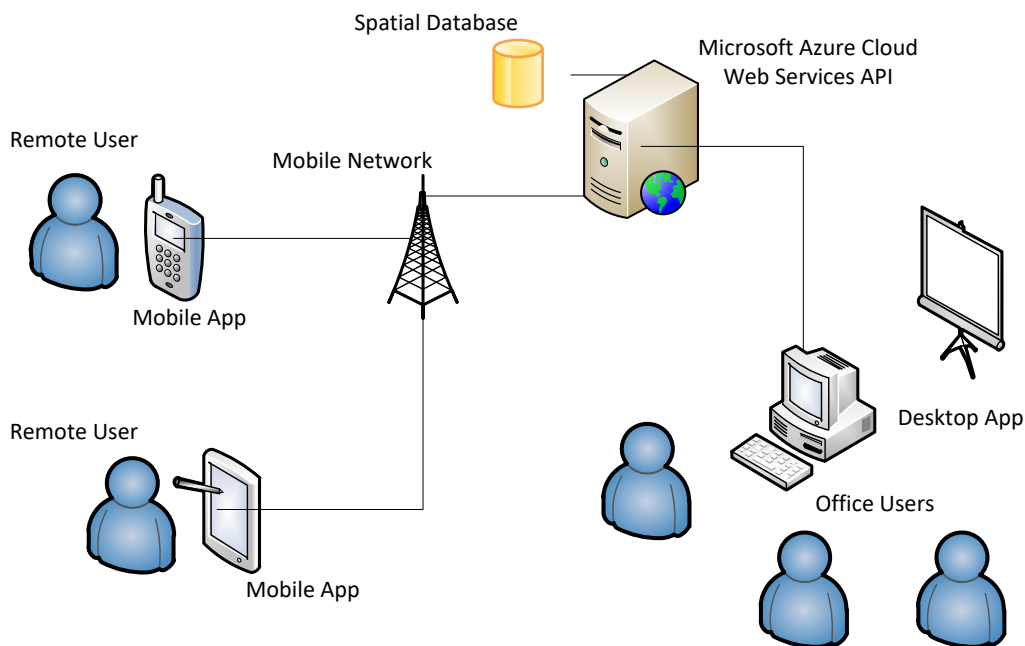 Spatial Database
Microsoft Azure Cloud
Web Services API
Remote User
Mobile Network
Mobile App
Remote User
Desktop App
Office Users
Mobile App